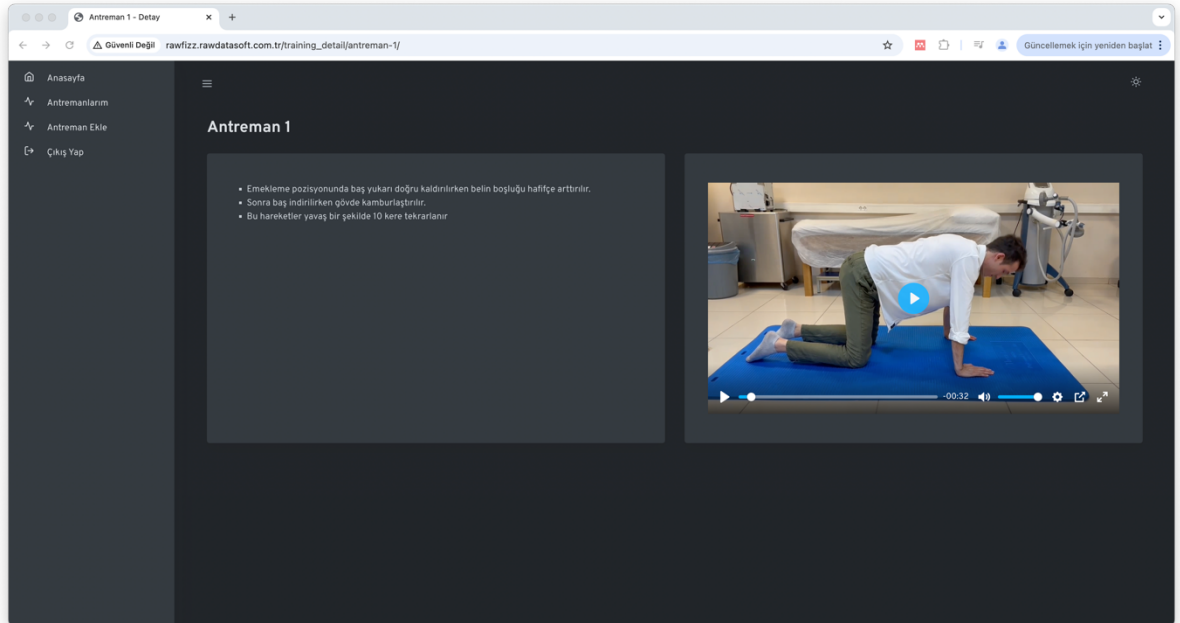 Antreman 1 - Detay
Güvenli Değil
rawfizz.rawdatasoft.com.tr/training_detail/antreman-1/
Güncellemek için yeniden başlat
Anasayfa
Antremanlarım
Antreman Ekle
Çıkış Yap
Antreman 1
Emekleme pozisyonunda baş yukarı doğru kaldırılırken belin boşluğu hafifçe arttırılır.
Sonra baş indirilirken gövde kamburlaştırılır.
Bu hareketler yavaş bir şekilde 10 kere tekrarlanır
-00:32